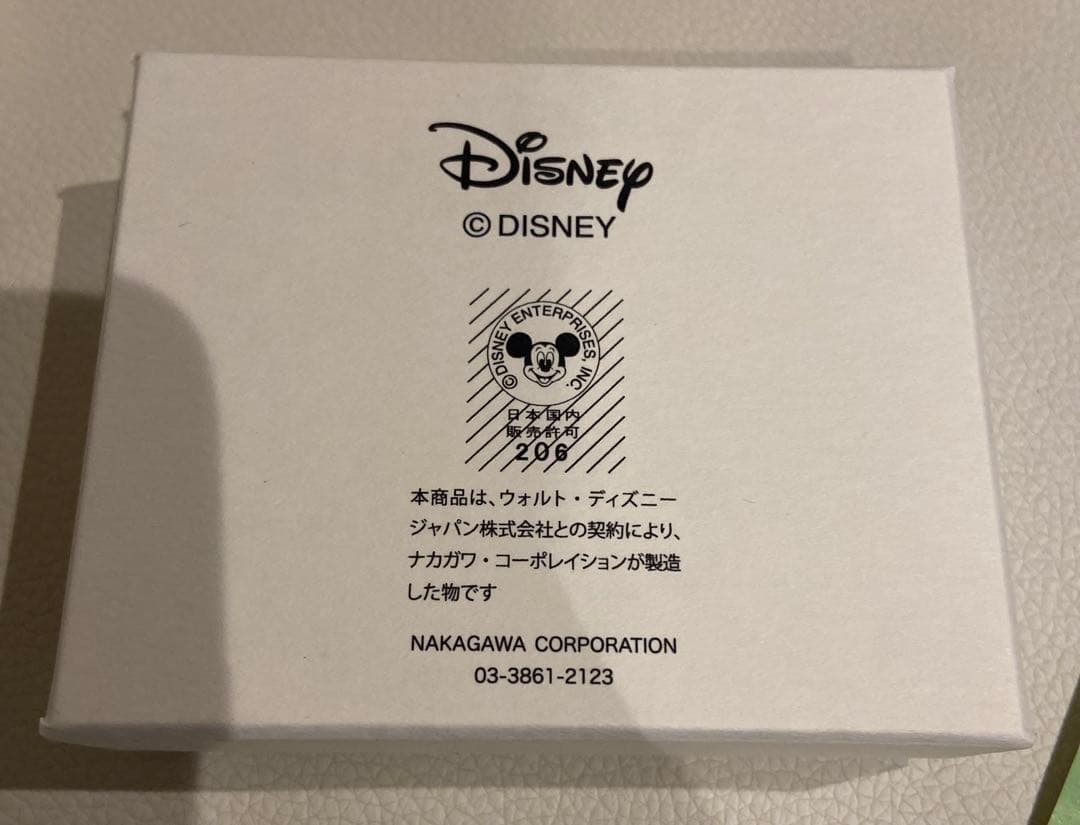 Disney
© DISNEY
© DISNEY ENTERPRISES, INC.
日本国内
販売許可
206
本商品は、ウォルト・ディズニー
ジャパン株式会社との契約により、
ナカガワ・コーポレイションが製造
した物です
NAKAGAWA CORPORATION
03-3861-2123